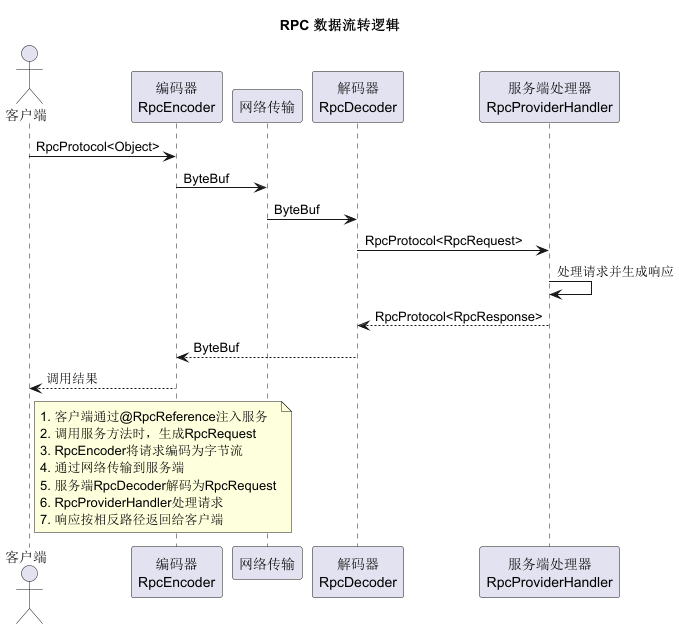 RPC 数据流转逻辑
客户端
编码器
RpcEncoder
网络传输
解码器
RpcDecoder
服务端处理器
RpcProviderHandler
RpcProtocol<Object>
ByteBuf
ByteBuf
RpcProtocol<RpcRequest>
处理请求并生成响应
RpcProtocol<RpcResponse>
ByteBuf
调用结果
1. 客户端通过@RpcReference注入服务
2. 调用服务方法时，生成RpcRequest
3. RpcEncoder将请求编码为字节流
4. 通过网络传输到服务端
5. 服务端RpcDecoder解码为RpcRequest
6. RpcProviderHandler处理请求
7. 响应按相反路径返回给客户端
客户端
编码器
RpcEncoder
网络传输
解码器
RpcDecoder
服务端处理器
RpcProviderHandler